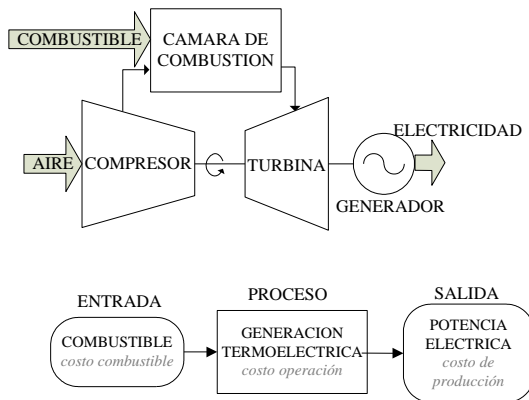 COMBUSTIBLE
CAMARA DE
COMBUSTION
AIRE
COMPRESOR
TURBINA
ELECTRICIDAD
GENERADOR
ENTRADA
PROCESO
SALIDA
COMBUSTIBLE
costo combustible
GENERACION
TERMOELECTRICA
costo operación
POTENCIA
ELECTRICA
costo de
producción